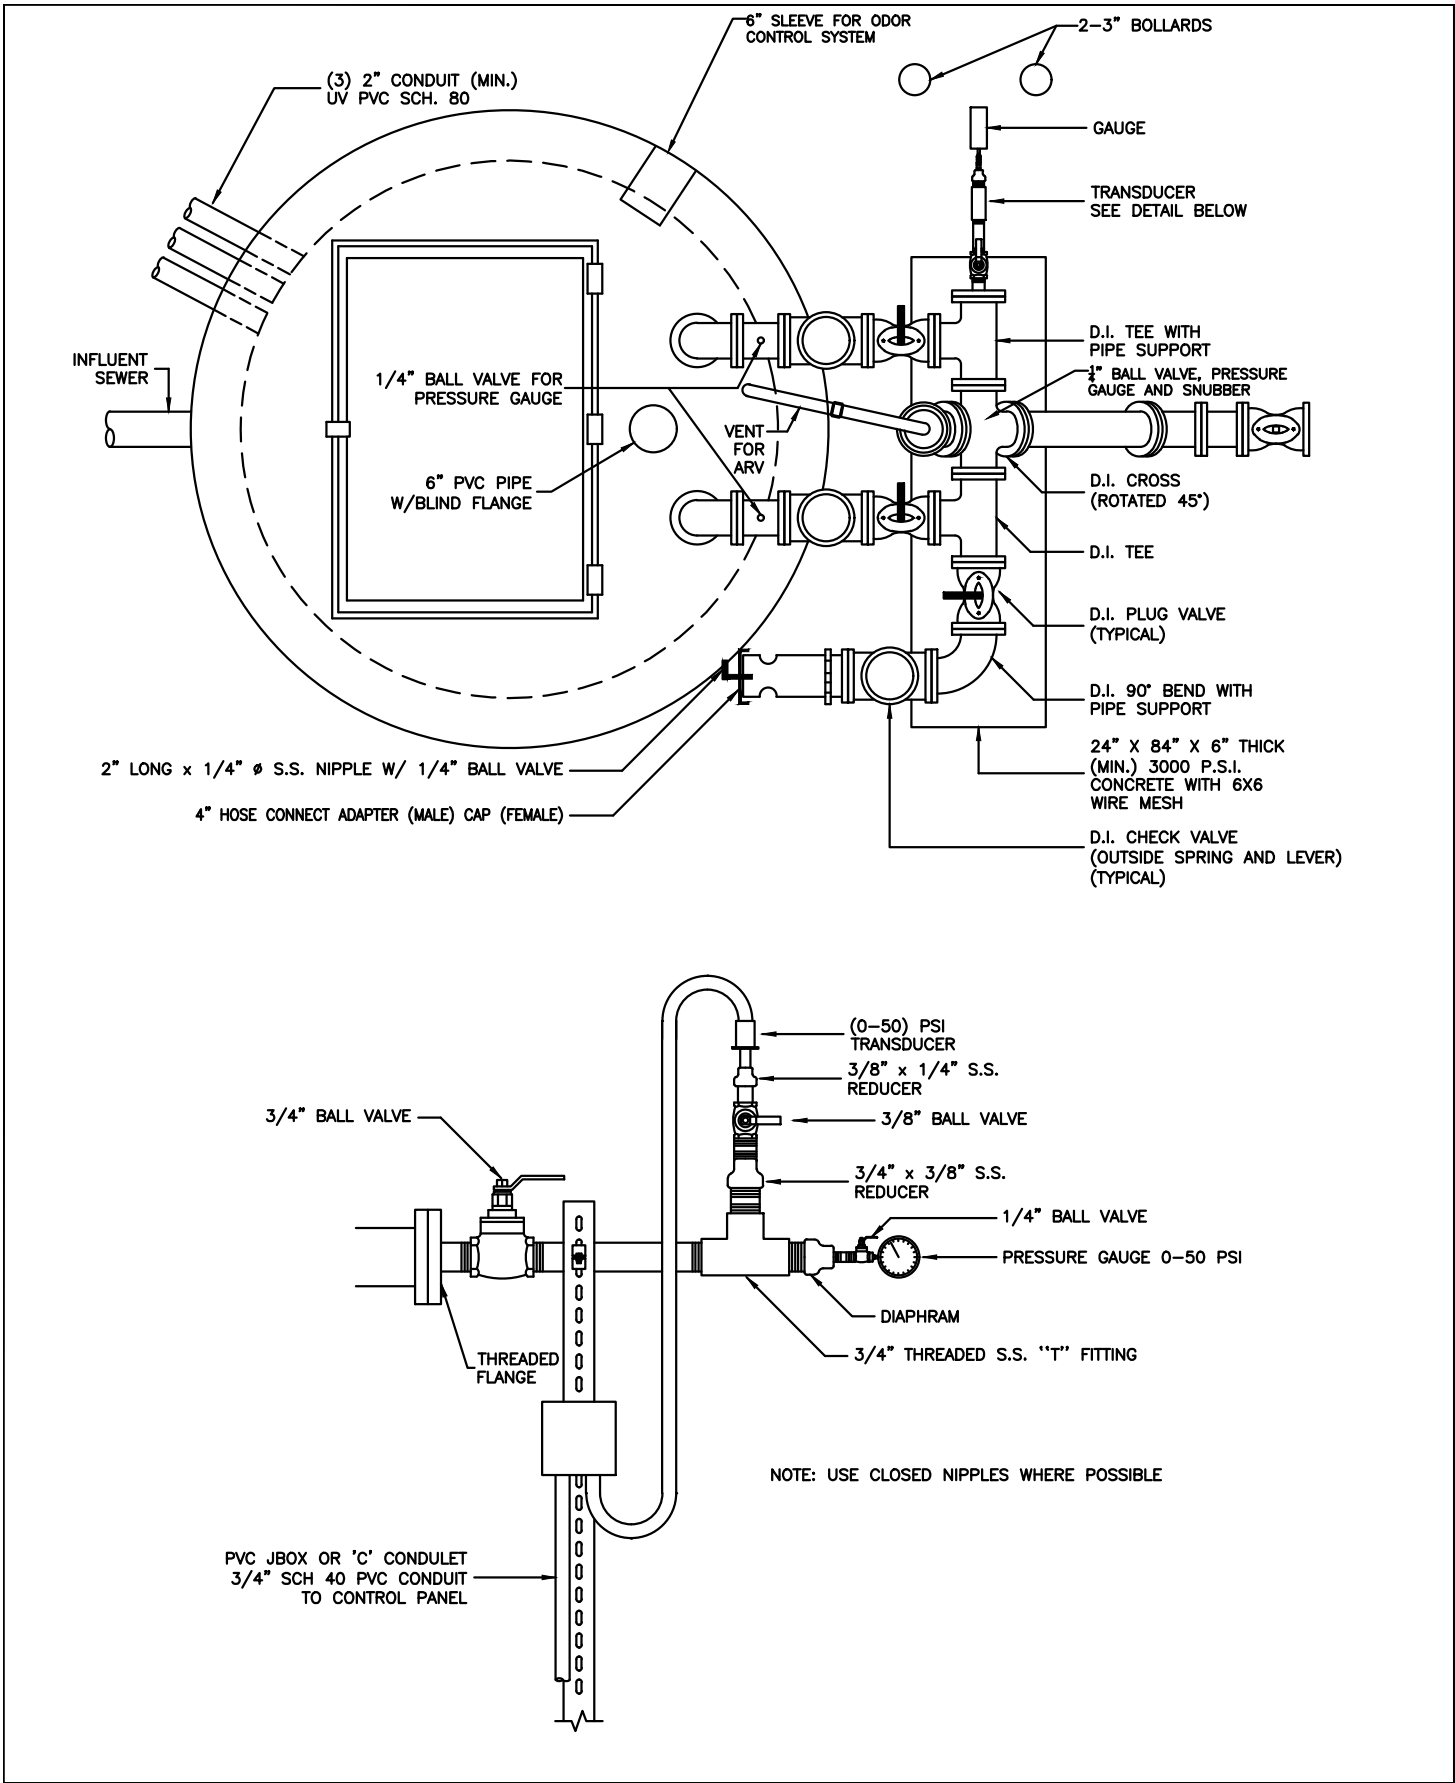 6" SLEEVE FOR ODOR
CONTROL SYSTEM
2-3" BOLLARDS
(3) 2" CONDUIT (MIN.)
UV PVC SCH. 80
GAUGE
TRANSDUCER
SEE DETAIL BELOW
INFLUENT
SEWER
D.I. TEE WITH
PIPE SUPPORT
1/4" BALL VALVE FOR
PRESSURE GAUGE
" BALL VALVE, PRESSURE
GAUGE AND SNUBBER
VENT
FOR
ARV
6" PVC PIPE
W/BLIND FLANGE
D.I. CROSS
(ROTATED 45°)
D.I. TEE
D.I. PLUG VALVE
(TYPICAL)
D.I. 90° BEND WITH
PIPE SUPPORT
2" LONG x 1/4" ø S.S. NIPPLE W/ 1/4" BALL VALVE
24" X 84" X 6" THICK
(MIN.) 3000 P.S.I.
CONCRETE WITH 6X6
WIRE MESH
4" HOSE CONNECT ADAPTER (MALE) CAP (FEMALE)
D.I. CHECK VALVE
(OUTSIDE SPRING AND LEVER)
(TYPICAL)
(0-50) PSI
TRANSDUCER
3/8" x 1/4" S.S.
REDUCER
3/4" BALL VALVE
3/8" BALL VALVE
3/4" x 3/8" S.S.
REDUCER
1/4" BALL VALVE
PRESSURE GAUGE 0-50 PSI
DIAPHRAM
3/4" THREADED S.S. ''T'' FITTING
THREADED
FLANGE
NOTE: USE CLOSED NIPPLES WHERE POSSIBLE
PVC JBOX OR 'C' CONDULET
3/4" SCH 40 PVC CONDUIT
TO CONTROL PANEL